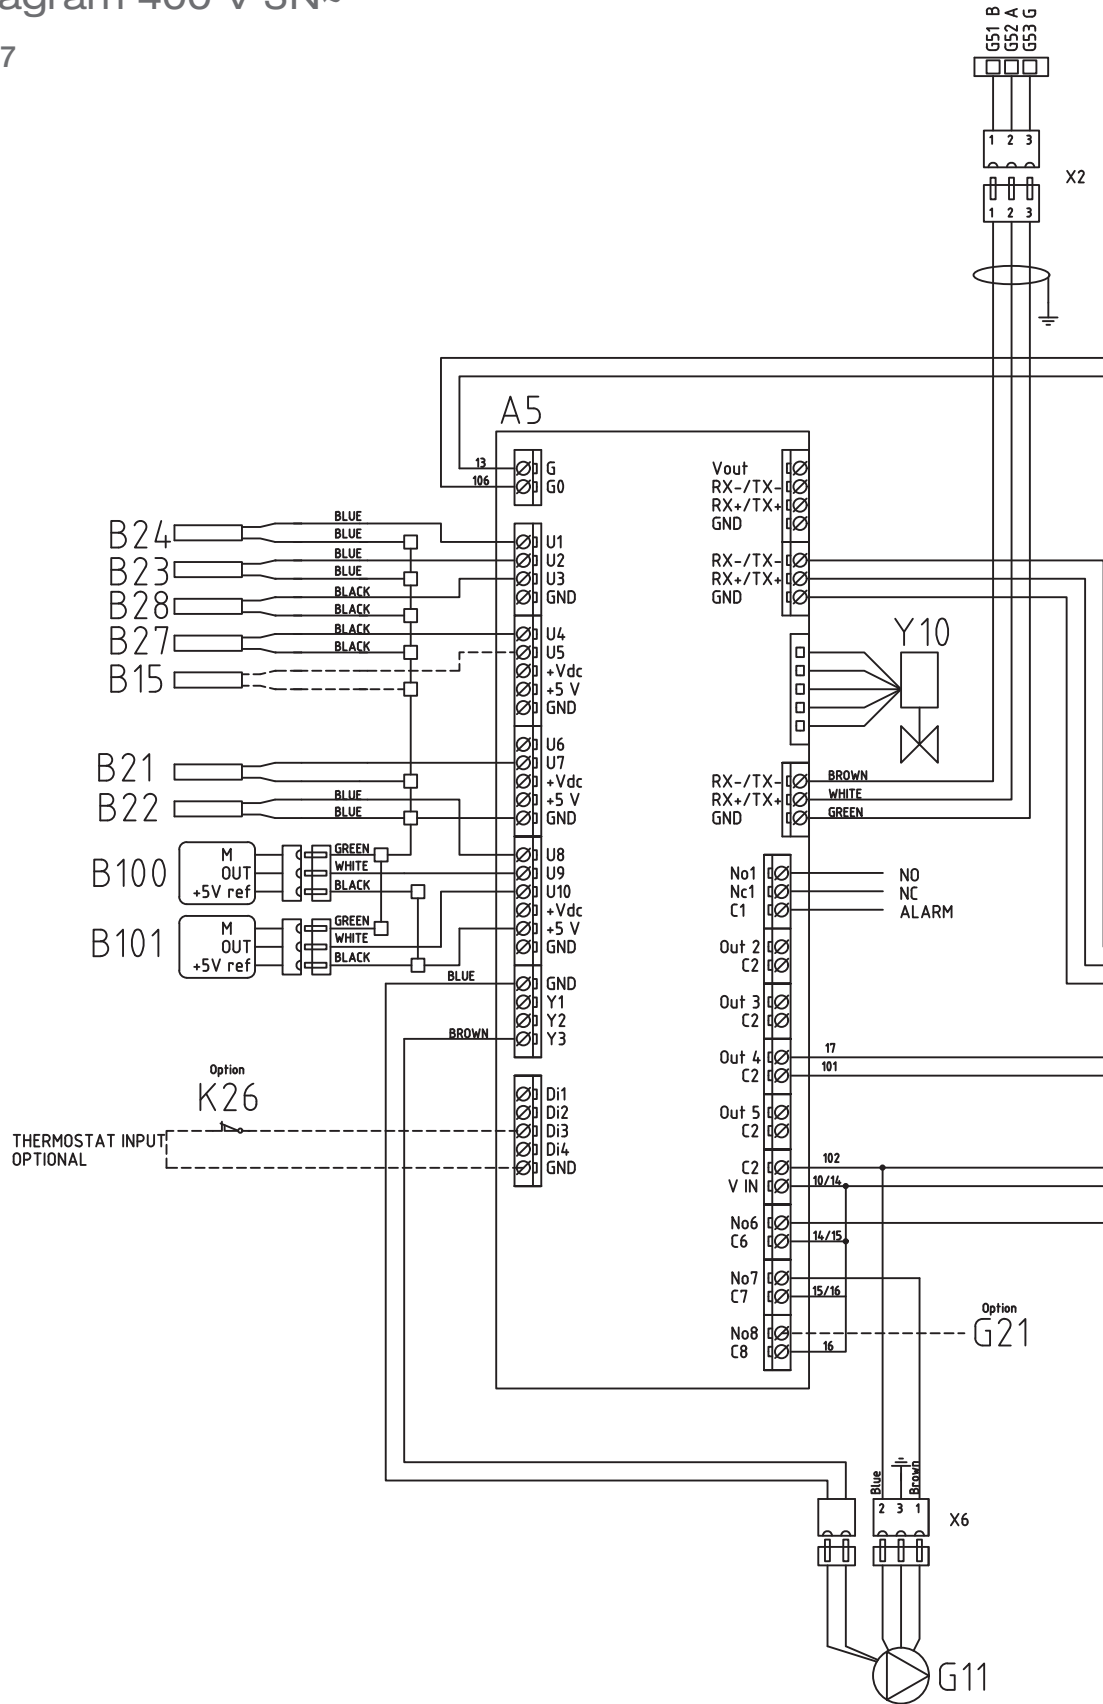 agram 400 V 3N~
7
G51 B
G52 A
G53 G
1 2 3
X2
1 2 3
A5
13 G
106 G0
Vout
RX-/TX-
RX+/TX+
GND
B24
BLUE
BLUE
B23
BLUE
BLUE
B28
BLACK
BLACK
B27
BLACK
BLACK
B15
U1
U2
U3
GND
U4
U5
+Vdc
+5 V
GND
RX-/TX-
RX+/TX+
GND
Y10
B21
B22
BLUE
BLUE
U6
U7
+Vdc
+5 V
GND
RX-/TX- BROWN
RX+/TX+ WHITE
GND GREEN
B100
M GREEN
OUT WHITE
+5V ref BLACK
B101
M GREEN
OUT WHITE
+5V ref BLACK
U8
U9
U10
+Vdc
+5 V
GND
No1 NO
Nc1 NC
C1 ALARM
Out 2
C2
BLUE GND
Y1
Y2
BROWN Y3
Out 3
C2
Out 4 17
C2 101
Option
K26
THERMOSTAT INPUT
OPTIONAL
Di1
Di2
Di3
Di4
GND
Out 5
C2
C2 102
V IN 10/14
No6
C6 14/15
No7
C7 15/16
No8
C8 16
Option
G21
Blue
Brown
2 3 1
X6
G11